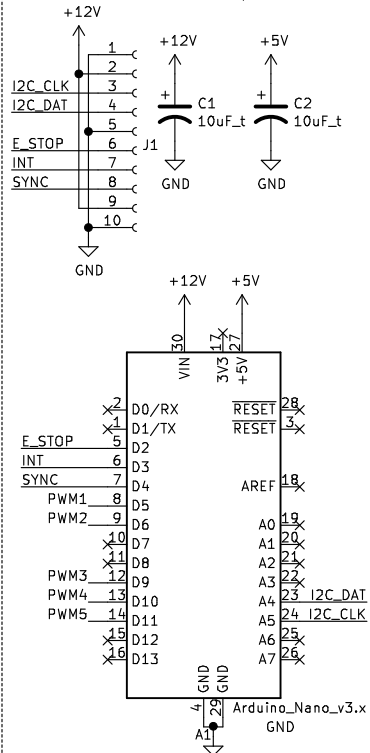 +12V
1
2
I2C_CLK 3
I2C_DAT 4
5
E_STOP 6 J1
INT 7
SYNC 8
9
10
GND
+12V
+ C1
10uF_t
GND
+5V
+ C2
10uF_t
GND
+12V +5V
30 17 27
VIN 3V3 +5V
2 D0/RX RESET 28
1 D1/TX RESET 3
E_STOP 5 D2
INT 6 D3
SYNC 7 D4 AREF 18
PWM1 8 D5
PWM2 9 D6 A0 19
10 D7 A1 20
11 D8 A2 21
PWM3 12 D9 A3 22
PWM4 13 D10 A4 23 I2C_DAT
PWM5 14 D11 A5 24 I2C_CLK
15 D12 A6 25
16 D13 A7 26
GND GND
4 29 Arduino_Nano_v3.x
A1 GND